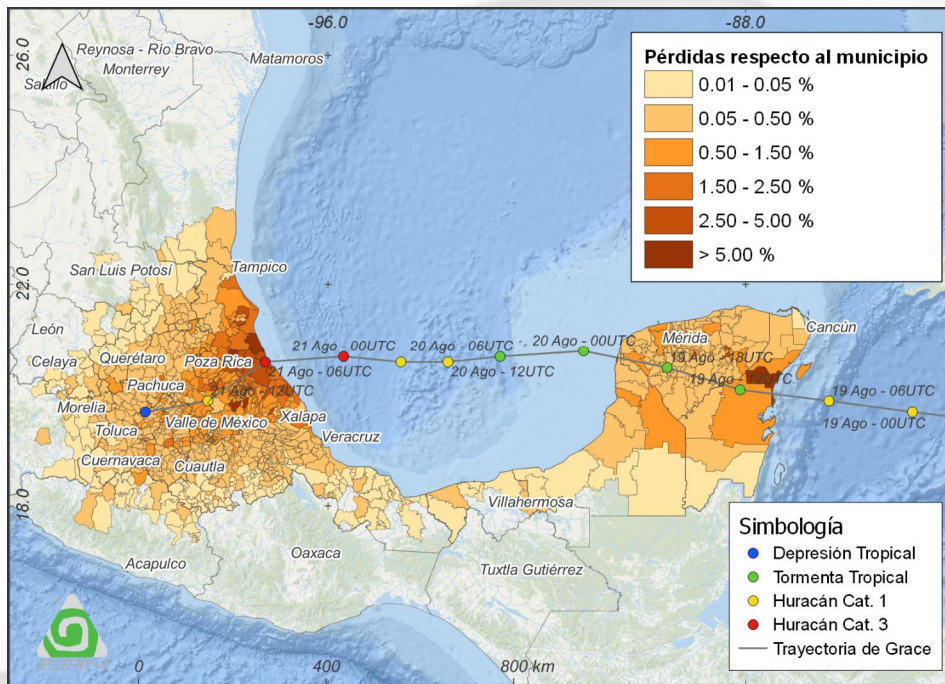 -96.0
-88.0
26.0
22.0
18.0
Reynosa - Río Bravo
Matamoros
Monterrey
Saltillo
Pérdidas respecto al municipio
0.01 - 0.05 %
0.05 - 0.50 %
0.50 - 1.50 %
1.50 - 2.50 %
2.50 - 5.00 %
> 5.00 %
San Luis Potosí
Tampico
León
Celaya
Querétaro
Poza Rica
Pachuca
Morelia
Toluca
Valle de México
Xalapa
Veracruz
Cuernavaca
Cuautla
Acapulco
Oaxaca
Villahermosa
Tuxtla Gutiérrez
Mérida
Cancún
21 Ago - 12UTC
21 Ago - 06UTC
21 Ago - 00UTC
20 Ago - 12UTC
20 Ago - 06UTC
20 Ago - 00UTC
19 Ago - 18UTC
19 Ago - 12UTC
19 Ago - 06UTC
19 Ago - 00UTC
Simbología
Depresión Tropical
Tormenta Tropical
Huracán Cat. 1
Huracán Cat. 3
Trayectoria de Grace
ERN
0
400
800 km